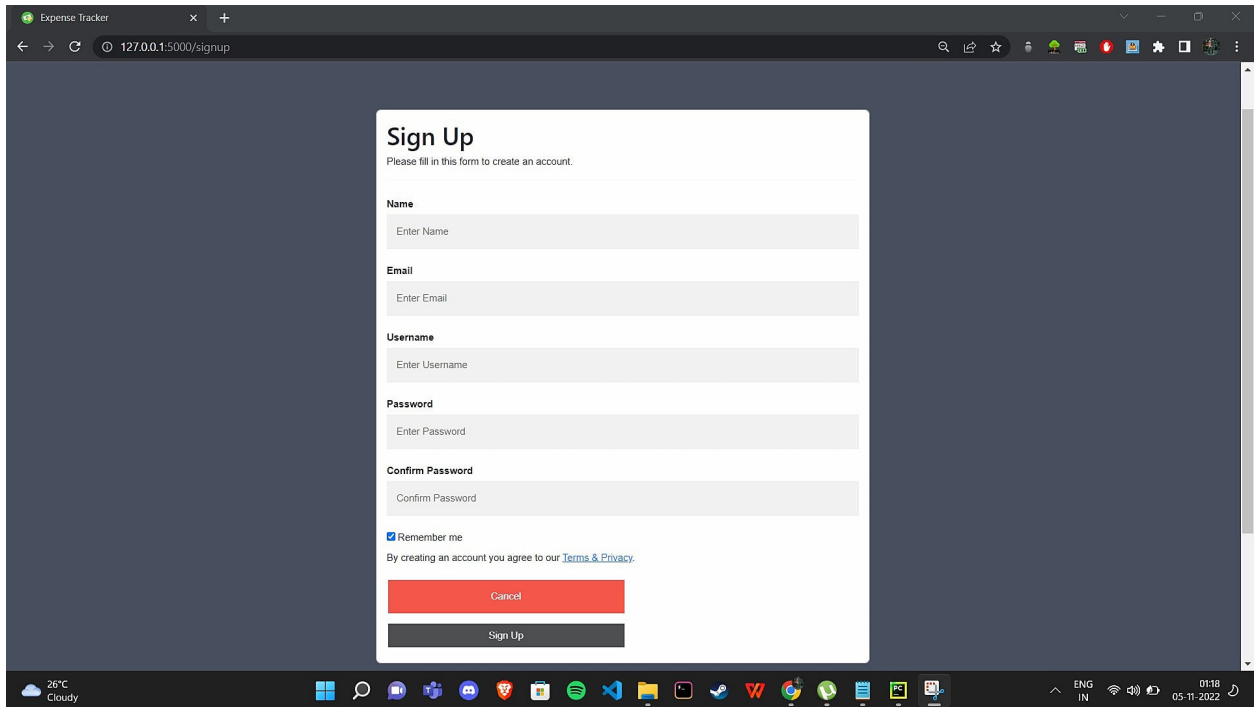 Expense Tracker
127.0.0.1:5000/signup
Sign Up
Please fill in this form to create an account.
Name
Enter Name
Email
Enter Email
Username
Enter Username
Password
Enter Password
Confirm Password
Confirm Password
Remember me
By creating an account you agree to our Terms & Privacy.
Cancel
Sign Up
26°C
Cloudy
ENG
IN
01:18
05-11-2022